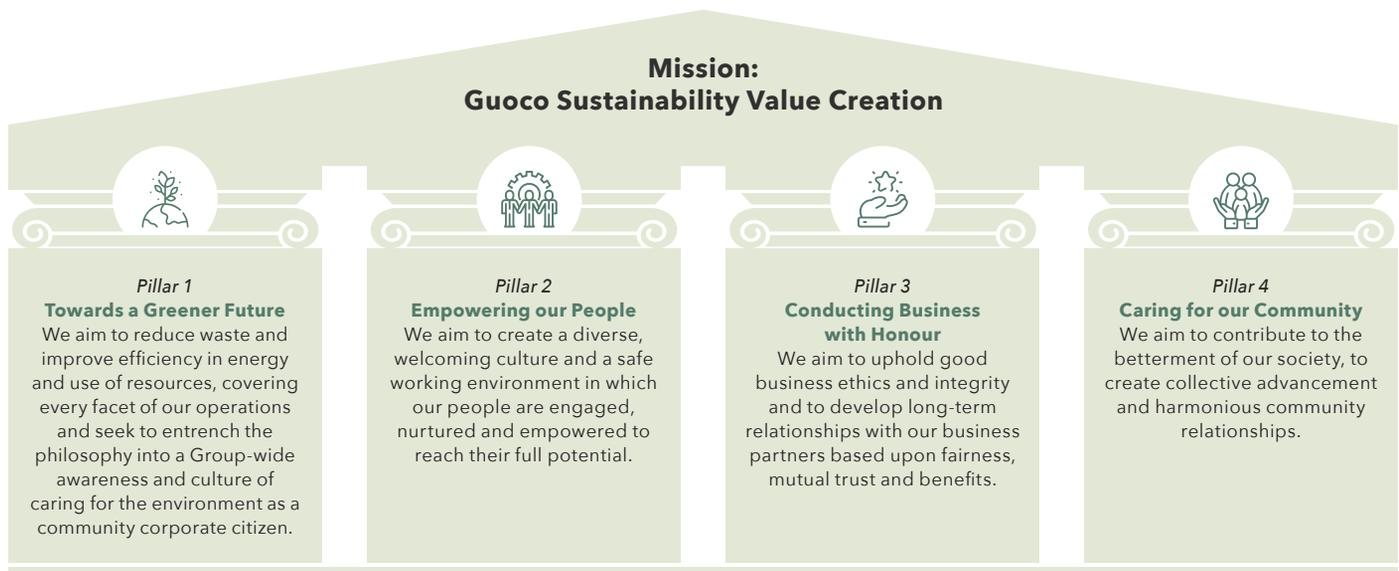 Mission:
Guoco Sustainability Value Creation
Pillar 1
Towards a Greener Future
We aim to reduce waste and
improve efficiency in energy
and use of resources, covering
every facet of our operations
and seek to entrench the
philosophy into a Group-wide
awareness and culture of
caring for the environment as a
community corporate citizen.
Pillar 2
Empowering our People
We aim to create a diverse,
welcoming culture and a safe
working environment in which
our people are engaged,
nurtured and empowered to
reach their full potential.
Pillar 3
Conducting Business
with Honour
We aim to uphold good
business ethics and integrity
and to develop long-term
relationships with our business
partners based upon fairness,
mutual trust and benefits.
Pillar 4
Caring for our Community
We aim to contribute to the
betterment of our society, to
create collective advancement
and harmonious community
relationships.